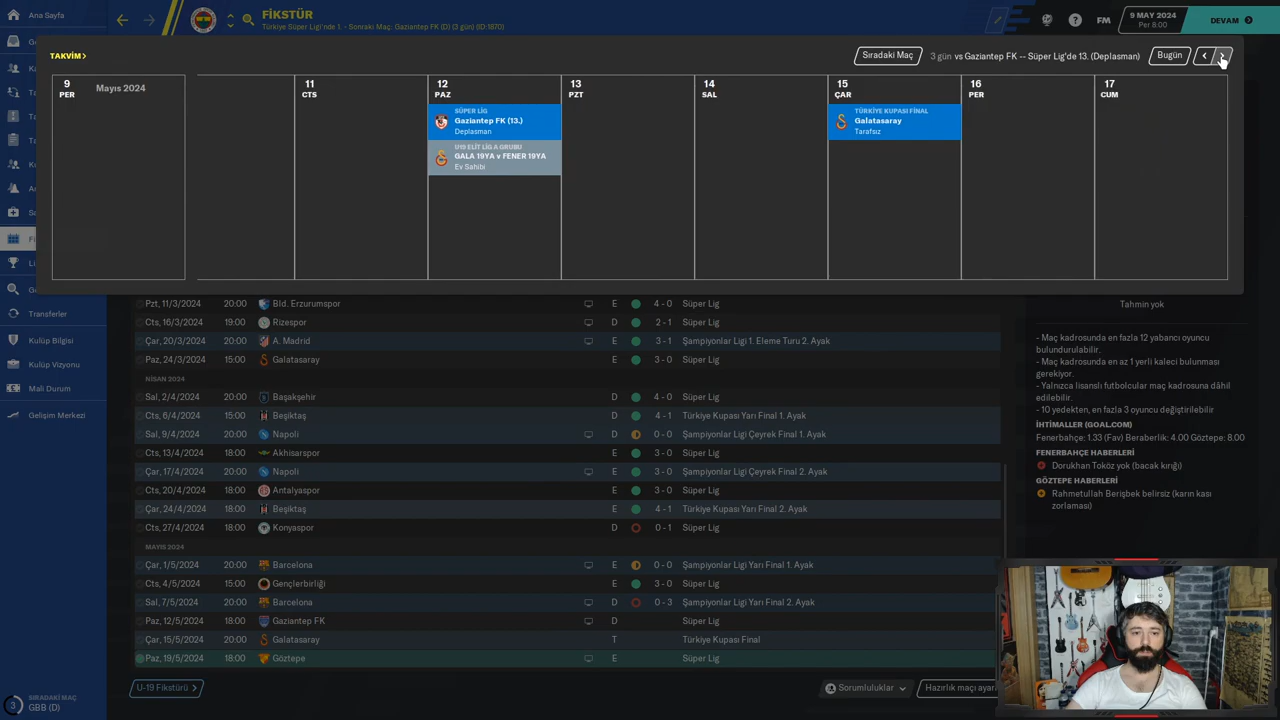 Ana Sayfa
FİKSTÜR
Türkiye Süper Ligi'nde 1. - Sonraki Maç: Gaziantep FK (D) (3 gün) (ID:1870)
FM
9 MAY 2024
Per 8:00
DEVAM
TAKVİM>
Sıradaki Maç
3 gün vs Gaziantep FK -- Süper Lig'de 13. (Deplasman)
Bugün
9
PER
Mayıs 2024
11
CTS
12
PAZ
13
PZT
14
SAL
15
ÇAR
16
PER
17
CUM
SÜPER LİG
Gaziantep FK (13.)
Deplasman
U19 ELİT LİG A GRUBU
GALA 19YA v FENER 19YA
Ev Sahibi
TÜRKİYE KUPASI FİNAL
Galatasaray
Tarafsız
Transferler
Kulüp Bilgisi
Kulüp Vizyonu
Mali Durum
Gelişim Merkezi
Pzt, 11/3/2024 20:00 Bld. Erzurumspor E 4 - 0 Süper Lig
Cts, 16/3/2024 19:00 Rizespor D 2 - 1 Süper Lig
Çar, 20/3/2024 20:00 A. Madrid D 3 - 1 Şampiyonlar Ligi 1. Eleme Turu 2. Ayak
Paz, 24/3/2024 15:00 Galatasaray E 3 - 0 Süper Lig
NİSAN 2024
Sal, 2/4/2024 20:00 Başakşehir D 4 - 0 Süper Lig
Cts, 6/4/2024 15:00 Beşiktaş D 4 - 1 Türkiye Kupası Yarı Final 1. Ayak
Sal, 9/4/2024 20:00 Napoli D 0 - 0 Şampiyonlar Ligi Çeyrek Final 1. Ayak
Cts, 13/4/2024 18:00 Akhisarspor E 3 - 0 Süper Lig
Çar, 17/4/2024 20:00 Napoli E 3 - 0 Şampiyonlar Ligi Çeyrek Final 2. Ayak
Cts, 20/4/2024 18:00 Antalyaspor E 3 - 0 Süper Lig
Çar, 24/4/2024 18:00 Beşiktaş E 4 - 1 Türkiye Kupası Yarı Final 2. Ayak
Cts, 27/4/2024 18:00 Konyaspor D 0 - 1 Süper Lig
MAYIS 2024
Çar, 1/5/2024 20:00 Barcelona E 0 - 0 Şampiyonlar Ligi Yarı Final 1. Ayak
Cts, 4/5/2024 15:00 Gençlerbirliği E 3 - 0 Süper Lig
Sal, 7/5/2024 20:00 Barcelona D 0 - 3 Şampiyonlar Ligi Yarı Final 2. Ayak
Paz, 12/5/2024 18:00 Gaziantep FK D Süper Lig
Çar, 15/5/2024 20:00 Galatasaray T Türkiye Kupası Final
Paz, 19/5/2024 18:00 Göztepe E Süper Lig
Tahmin yok
- Maç kadrosunda en fazla 12 yabancı oyuncu
bulundurulabilir.
- Maç kadrosunda en az 1 yerli kaleci bulunması
gerekiyor.
- Yalnızca lisanslı futbolcular maç kadrosuna dâhil
edilebilir.
- 10 yedekten, en fazla 3 oyuncu değiştirilebilir
İHTİMALLER (GOAL.COM)
Fenerbahçe: 1.33 (Fav) Beraberlik: 4.00 Göztepe: 8.00
FENERBAHÇE HABERLERİ
Dorukhan Toköz yok (bacak kırığı)
GÖZTEPE HABERLERİ
Rahmetullah Berişbek belirsiz (karın kası
zorlaması)
U-19 Fikstürü >
Sorumluluklar
Hazırlık maçı ayarl
3
SIRADAKİ MAÇ
GBB (D)